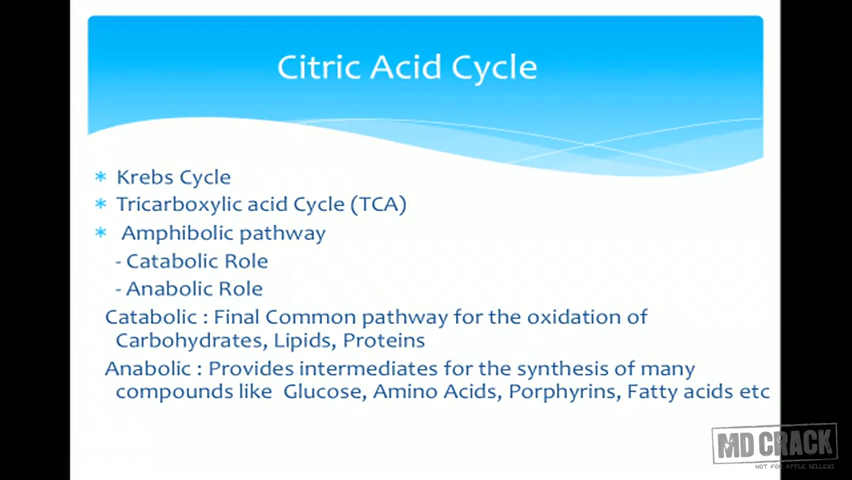 Citric Acid Cycle
* Krebs Cycle
* Tricarboxylic acid Cycle (TCA)
* Amphibolic pathway
- Catabolic Role
- Anabolic Role
Catabolic : Final Common pathway for the oxidation of
Carbohydrates, Lipids, Proteins
Anabolic : Provides intermediates for the synthesis of many
compounds like Glucose, Amino Acids, Porphyrins, Fatty acids etc
MD CRACK
NOT FOR APPLE SELLERS